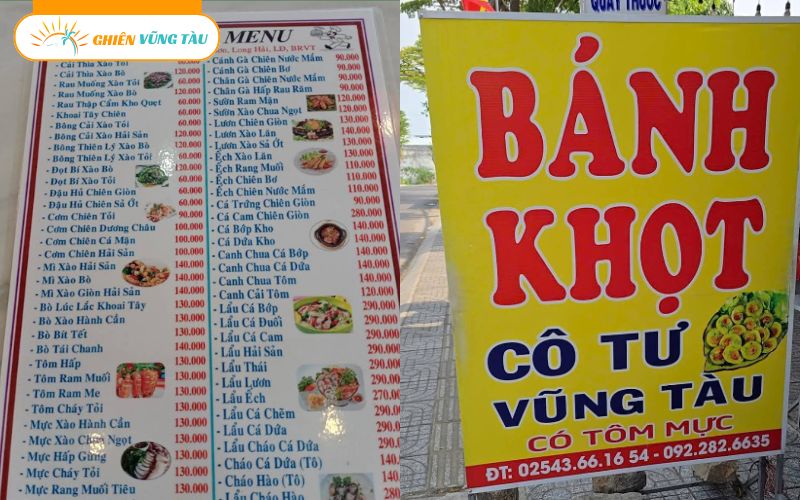 GHIỀN VŨNG TÀU
MENU
Long Hải, LĐ, BRVT
- Cải Thìa Xào Tỏi
- Cải Thìa Xào Bò 120.000
- Rau Muống Xào Tỏi 60.000
- Rau Muống Xào Bò 120.000
- Rau Thập Cẩm Kho Quẹt 60.000
- Khoai Tây Chiên 60.000
- Bông Cải Xào Tỏi 60.000
- Bông Cải Xào Hải Sản 120.000
- Bông Thiên Lý Xào Bò 120.000
- Bông Thiên Lý Xào Tỏi 60.000
- Đọt Bí Xào Bò 120.000
- Đọt Bí Xào Tỏi 60.000
- Đậu Hủ Chiên Giòn 60.000
- Đậu Hủ Chiên Sả Ớt 60.000
- Cơm Chiên Tỏi 60.000
- Cơm Chiên Dương Châu 100.000
- Cơm Chiên Cá Mặn 100.000
- Cơm Chiên Hải Sản 100.000
- Mì Xào Hải Sản 130.000
- Mì Xào Bò 130.000
- Mì Xào Giòn Hải Sản 140.000
- Bò Lúc Lắc Khoai Tây 130.000
- Bò Xào Hành Cần 130.000
- Bò Bít Tết 130.000
- Bò Tái Chanh 140.000
- Tôm Hấp 130.000
- Tôm Ram Muối 130.000
- Tôm Ram Me 130.000
- Tôm Cháy Tỏi 130.000
- Mực Xào Hành Cần 130.000
- Mực Xào Chua Ngọt 130.000
- Mực Hấp Gừng 130.000
- Mực Cháy Tỏi 130.000
- Mực Rang Muối Tiêu 130.000
- Cánh Gà Chiên Nước Mắm 90.000
- Cánh Gà Chiên Bơ 90.000
- Chân Gà Chiên Nước Mắm 90.000
- Chân Gà Hấp Rau Răm 90.000
- Sườn Ram Mặn 120.000
- Sườn Xào Chua Ngọt 120.000
- Lươn Chiên Giòn 140.000
- Lươn Xào Lăn 130.000
- Lươn Xào Sả Ớt 130.000
- Ếch Xào Lăn 130.000
- Ếch Rang Muối 110.000
- Ếch Chiên Bơ 110.000
- Ếch Chiên Nước Mắm 110.000
- Cá Trứng Chiên Giòn 90.000
- Cá Cam Chiên Giòn 280.000
- Cá Bớp Kho 140.000
- Cá Dứa Kho 140.000
- Canh Chua Cá Bớp 140.000
- Canh Chua Cá Dứa 140.000
- Canh Chua Tôm 140.000
- Canh Cải Tôm 120.000
- Lẩu Cá Bớp 290.000
- Lẩu Cá Đuối 290.000
- Lẩu Cá Cam 290.000
- Lẩu Hải Sản 290.000
- Lẩu Thái 290.000
- Lẩu Lươn 290.000
- Lẩu Ếch 270.000
- Lẩu Cá Chẽm 290.000
- Lẩu Cá Dứa 290.000
- Lẩu Cháo Cá Dứa 290.000
- Cháo Cá Dứa (Tô)
- Cháo Hào (Tô)
- Lẩu Cháo Hào
QUẦY THUỐC
BÁNH
KHỌT
CÔ TƯ
VŨNG TÀU
CÓ TÔM MỰC
ĐT: 02543.66.16 54 - 092.282.6635